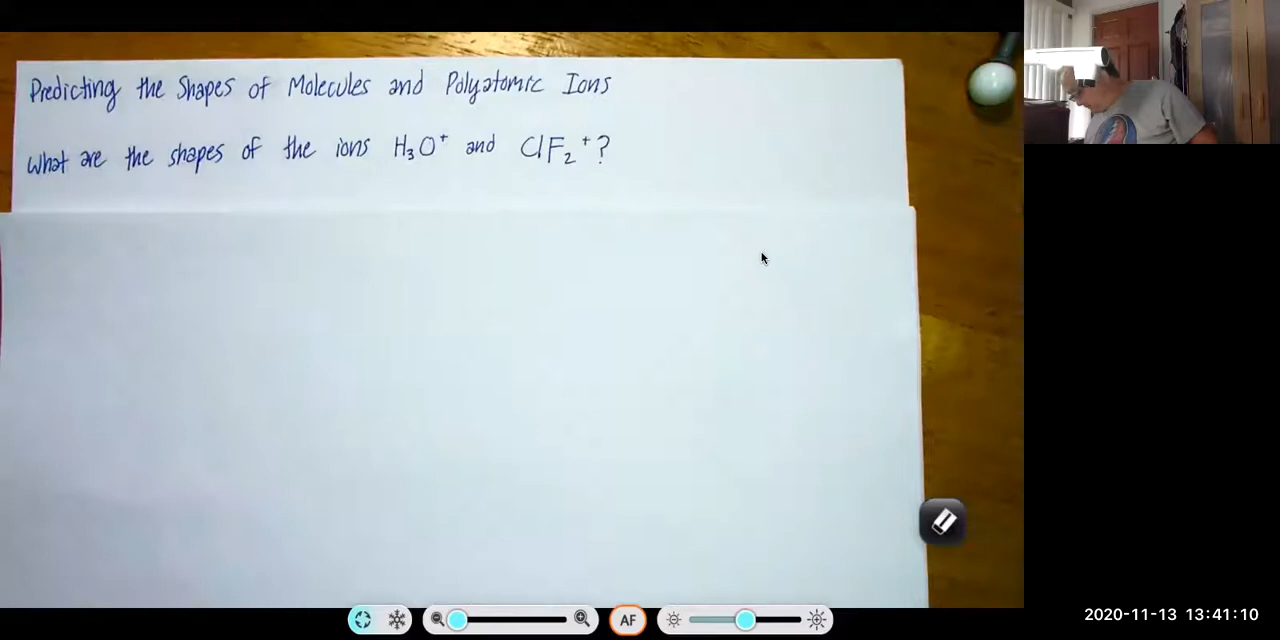 Predicting the Shapes of Molecules and Polyatomic Ions
What are the shapes of the ions H₃O⁺ and ClF₂⁺?
AF
2020-11-13 13:41:10